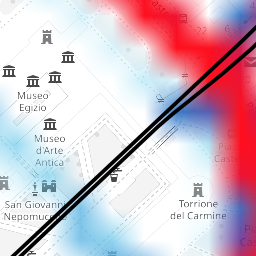 Museo
Egizio
Museo
d'Arte
Antica
San Giovanni
Nepomuceno
Torrione
del Carmine